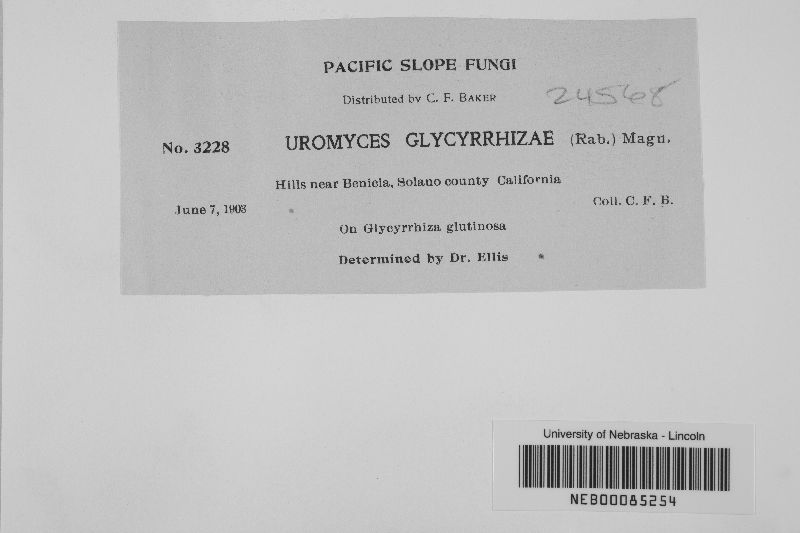 PACIFIC SLOPE FUNGI
Distributed by C. F. BAKER
24568
No. 3228 UROMYCES GLYCYRRHIZAE (Rab.) Magn.
Hills near Benicia, Solano county California
June 7, 1903 Coll. C. F. B.
On Glycyrrhiza glutinosa
Determined by Dr. Ellis
University of Nebraska - Lincoln
NEB00085254